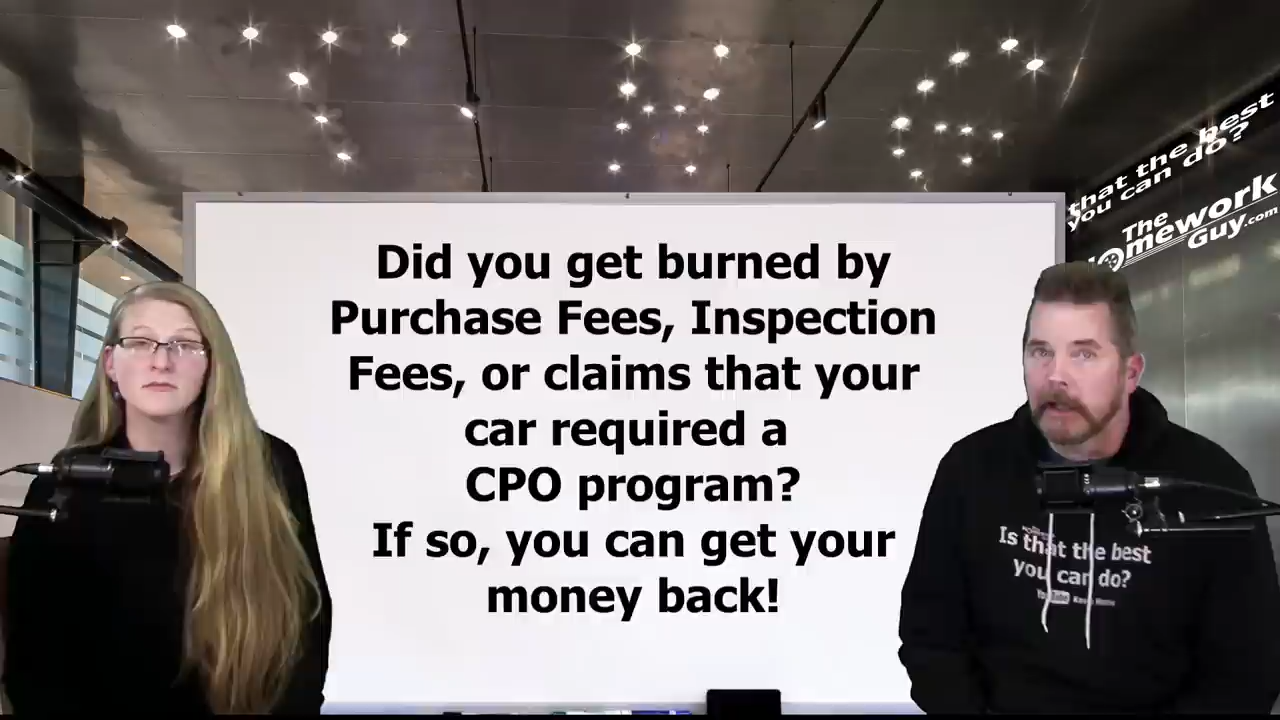 that the best
you can do?
The
Homework
Guy.com
Did you get burned by
Purchase Fees, Inspection
Fees, or claims that your
car required a
CPO program?
If so, you can get your
money back!
Is that the best
you can do?
YouTube